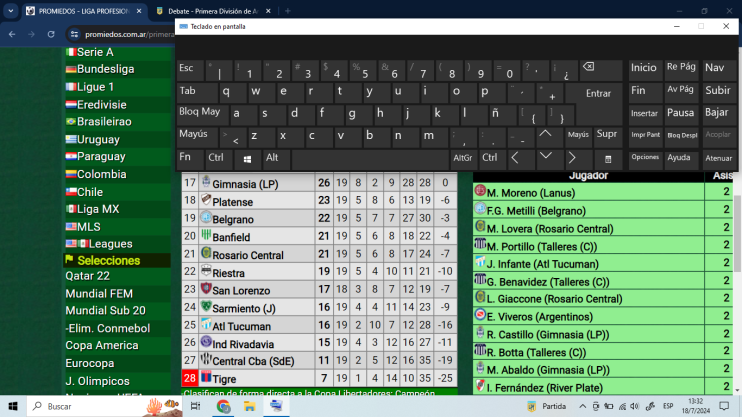 PROMIEDOS - LIGA PROFESION
Debate - Primera División de A
promiedos.com.ar/primera
Teclado en pantalla
Esc | ° ! 1 " 2 # 3 $ 4 % 5 & 6 / 7 ( 8 ) 9 = 0 ? ' ¡ ¿ Inicio Re Pág Nav
Tab q w e r t y u i o p ¨ ´ * + Entrar Fin Av Pág Subir
Bloq May a s d f g h j k l ñ [ { ] } Insertar Pausa Bajar
Mayús > < z x c v b n m ; , : . _ - Mayús Supr Impr Pant Bloq Despl Acoplar
Fn Ctrl Alt AltGr Ctrl Opciones Ayuda Atenuar
Serie A
Bundesliga
Ligue 1
Eredivisie
Brasileirao
Uruguay
Paraguay
Colombia
Chile
Liga MX
MLS
Leagues
Selecciones
Qatar 22
Mundial FEM
Mundial Sub 20
-Elim. Conmebol
Copa America
Eurocopa
J. Olimpicos
17 Gimnasia (LP) 26 19 8 2 9 28 28 0
18 Platense 23 19 5 8 6 13 19 -6
19 Belgrano 22 19 5 7 7 27 30 -3
20 Banfield 21 19 5 6 8 18 22 -4
21 Rosario Central 21 19 5 6 8 17 24 -7
22 Riestra 19 19 5 4 10 11 21 -10
23 San Lorenzo 17 18 3 8 7 12 19 -7
24 Sarmiento (J) 16 19 4 4 11 14 23 -9
25 Atl Tucuman 16 19 2 10 7 12 28 -16
26 Ind Rivadavia 15 19 4 3 12 16 27 -11
27 Central Cba (SdE) 11 19 2 5 12 16 35 -19
28 Tigre 7 19 1 4 14 10 35 -25
-Clasifican de forma directa a la Copa Libertadores: Campeón
Jugador Asis
M. Moreno (Lanus) 2
F.G. Metilli (Belgrano) 2
M. Lovera (Rosario Central) 2
M. Portillo (Talleres (C)) 2
J. Infante (Atl Tucuman) 2
G. Benavidez (Talleres (C)) 2
L. Giaccone (Rosario Central) 2
E. Viveros (Argentinos) 2
R. Castillo (Gimnasia (LP)) 2
R. Botta (Talleres (C)) 2
M. Abaldo (Gimnasia (LP)) 2
I. Fernández (River Plate) 2
Buscar
Partido
ESP
13:32
18/7/2024